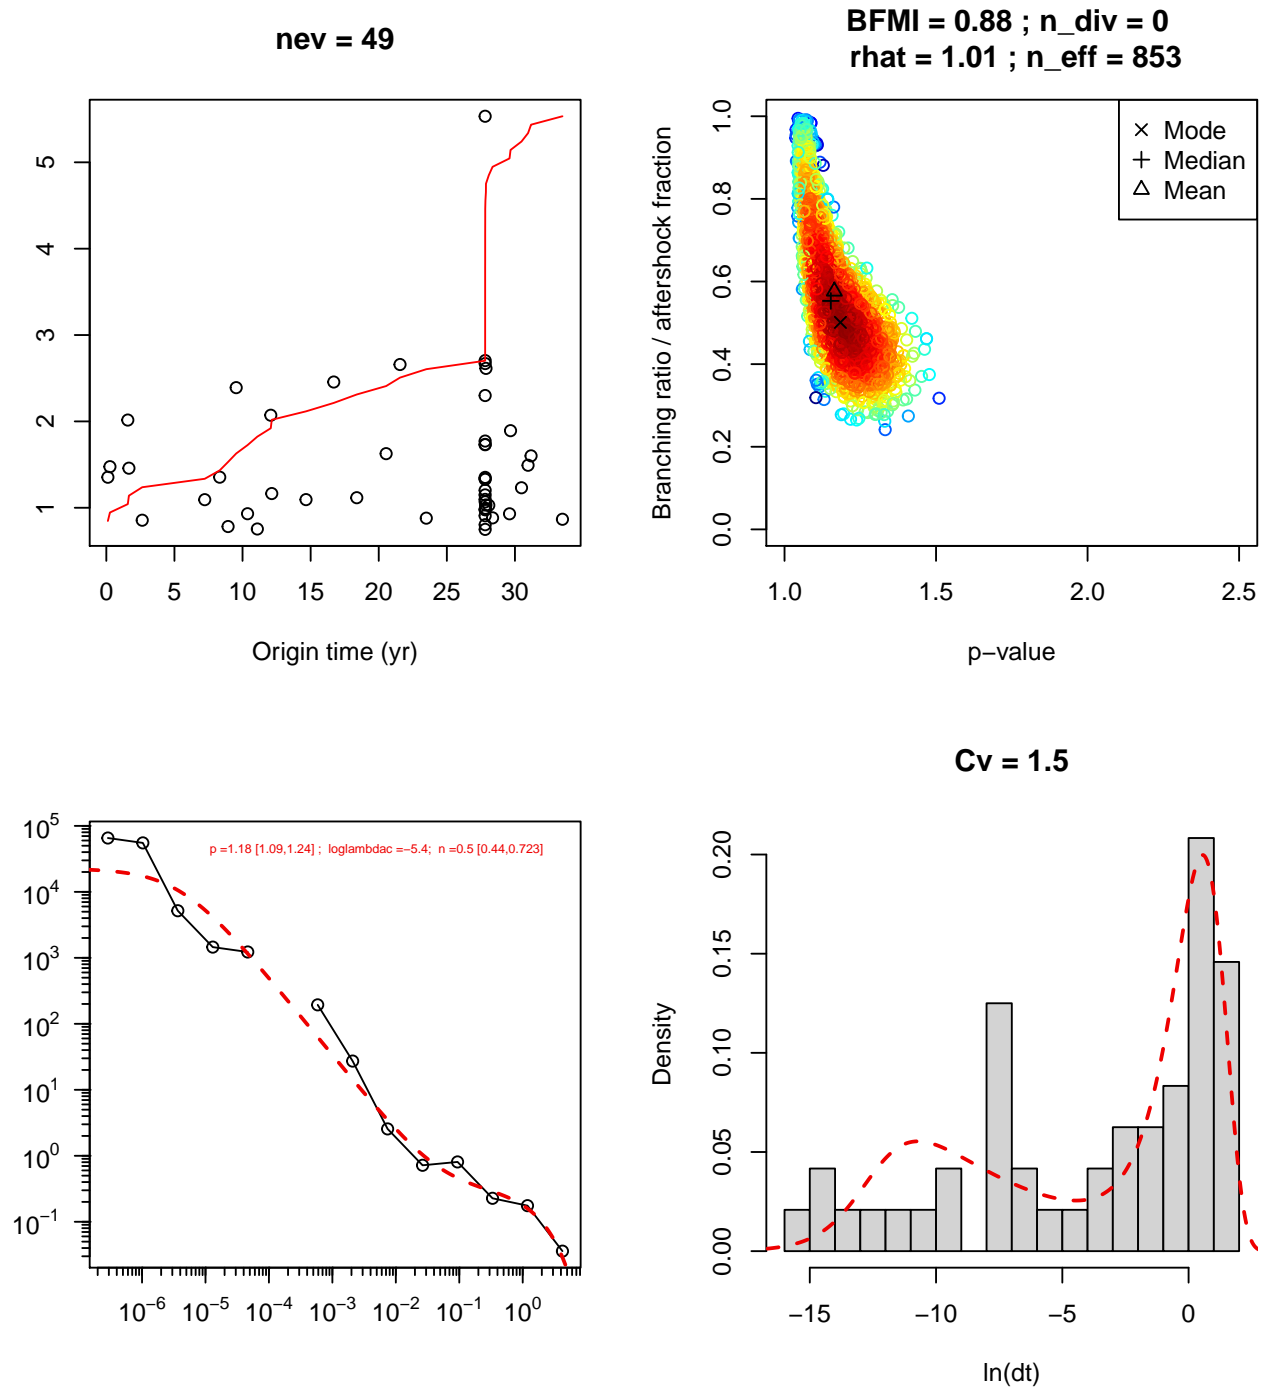 nev = 49
5
4
3
2
1
0 5 10 15 20 25 30
Origin time (yr)
BFMI = 0.88 ; n_div = 0
rhat = 1.01 ; n_eff = 853
Branching ratio / aftershock fraction
1.0
0.8
0.6
0.4
0.2
0.0
Mode
Median
Mean
1.0 1.5 2.0 2.5
p−value
p =1.18 [1.09,1.24] ; loglambdac =−5.4; n =0.5 [0.44,0.723]
10^5
10^4
10^3
10^2
10^1
10^0
10^−1
10^−6 10^−5 10^−4 10^−3 10^−2 10^−1 10^0
Cv = 1.5
Density
0.20
0.15
0.10
0.05
0.00
−15 −10 −5 0
ln(dt)